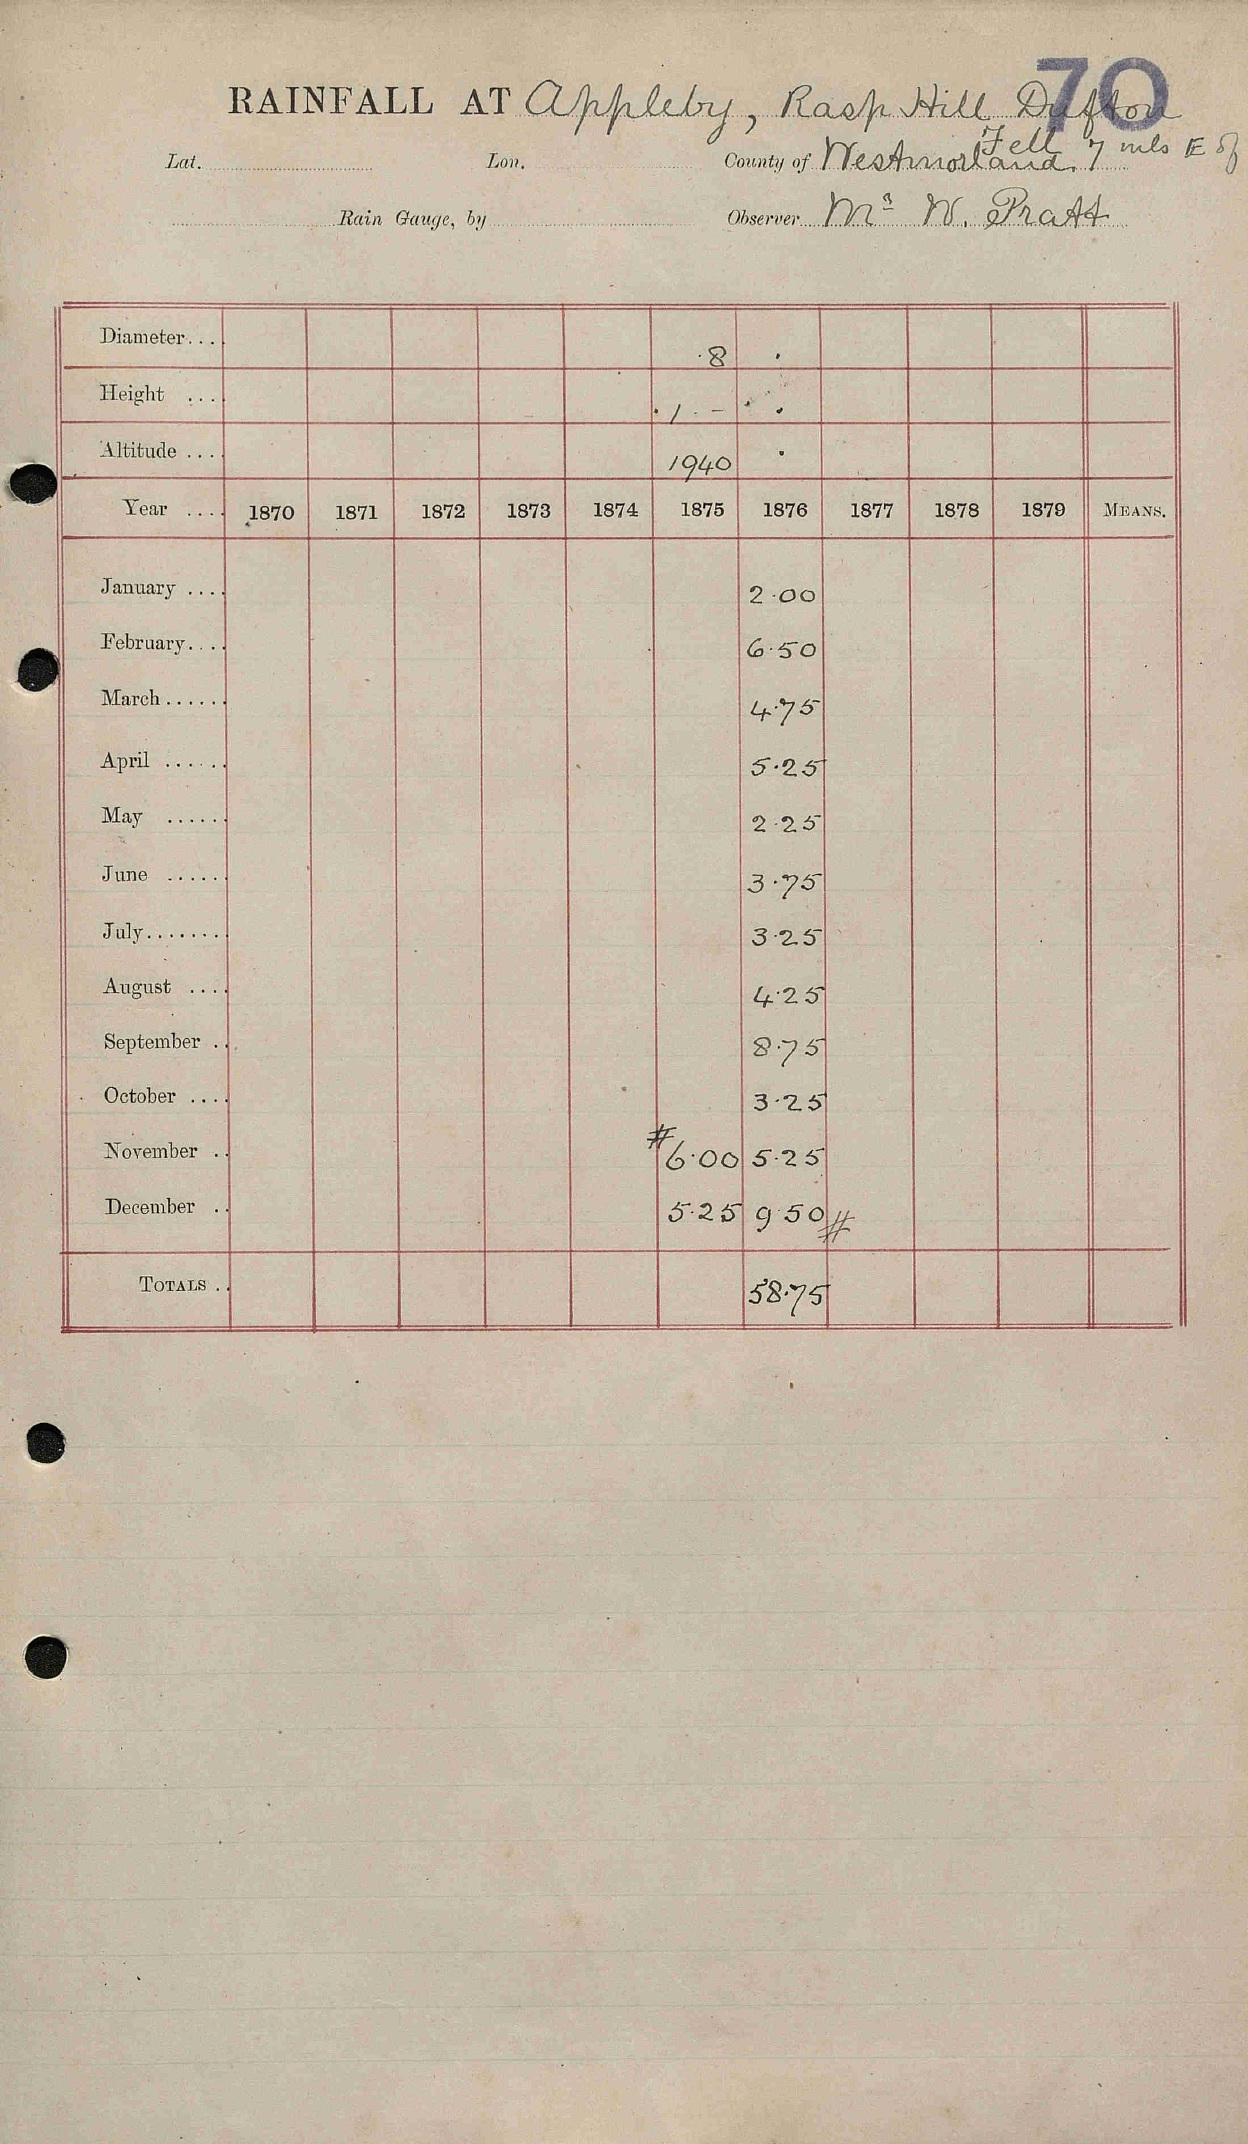 70
RAINFALL AT Appleby, Rasp Hill Dufton
Fell
Lat. Lon. County of Westmorland. 7 mls E of
Rain Gauge, by Observer Mr W. Pratt
Diameter... 8 .
Height ... 1 - .
Altitude .... 1940 .
Year .... 1870 1871 1872 1873 1874 1875 1876 1877 1878 1879 MEANS.
January .... 2.00
February.... 6.50
March...... 4.75
April ...... 5.25
May ...... 2.25
June ...... 3.75
July....... 3.25
August .... 4.25
September .. 8.75
October .... 3.25
November .. #6.00 5.25
December .. 5.25 9.50#
TOTALS .. 58.75